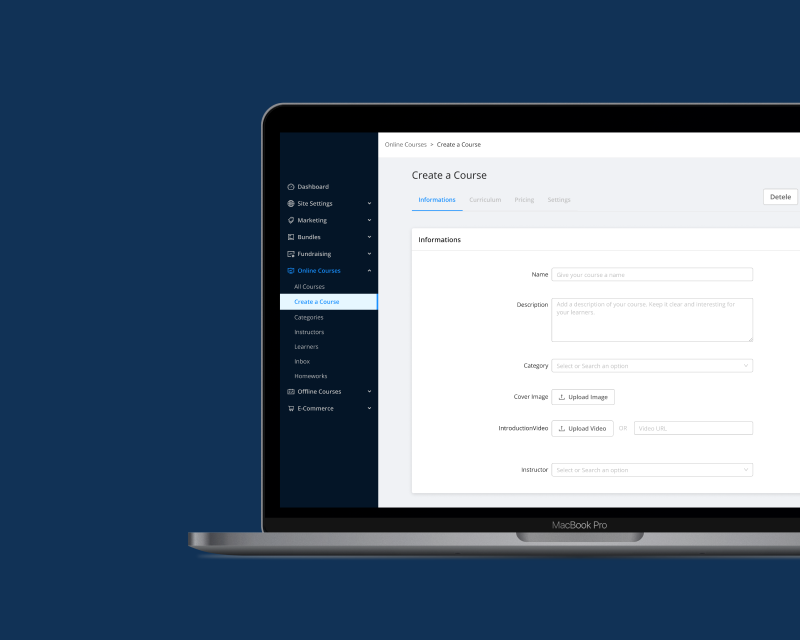 Online Courses > Create a Course
Dashboard
Site Settings
Marketing
Bundles
Fundraising
Online Courses
All Courses
Create a Course
Categories
Instructors
Learners
Inbox
Homeworks
Offline Courses
E-Commerce
Create a Course
Informations Curriculum Pricing Settings
Detele
Informations
Name Give your course a name
Description Add a description of your course. Keep it clear and interesting for
your learners.
Category Select or Search an option
Cover Image Upload Image
IntroductionVideo Upload Video OR Video URL
Instructor Select or Search an option
MacBook Pro